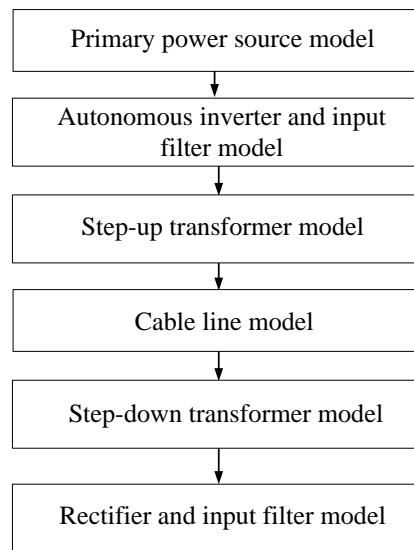 Primary power source model
Autonomous inverter and input
filter model
Step-up transformer model
Cable line model
Step-down transformer model
Rectifier and input filter model